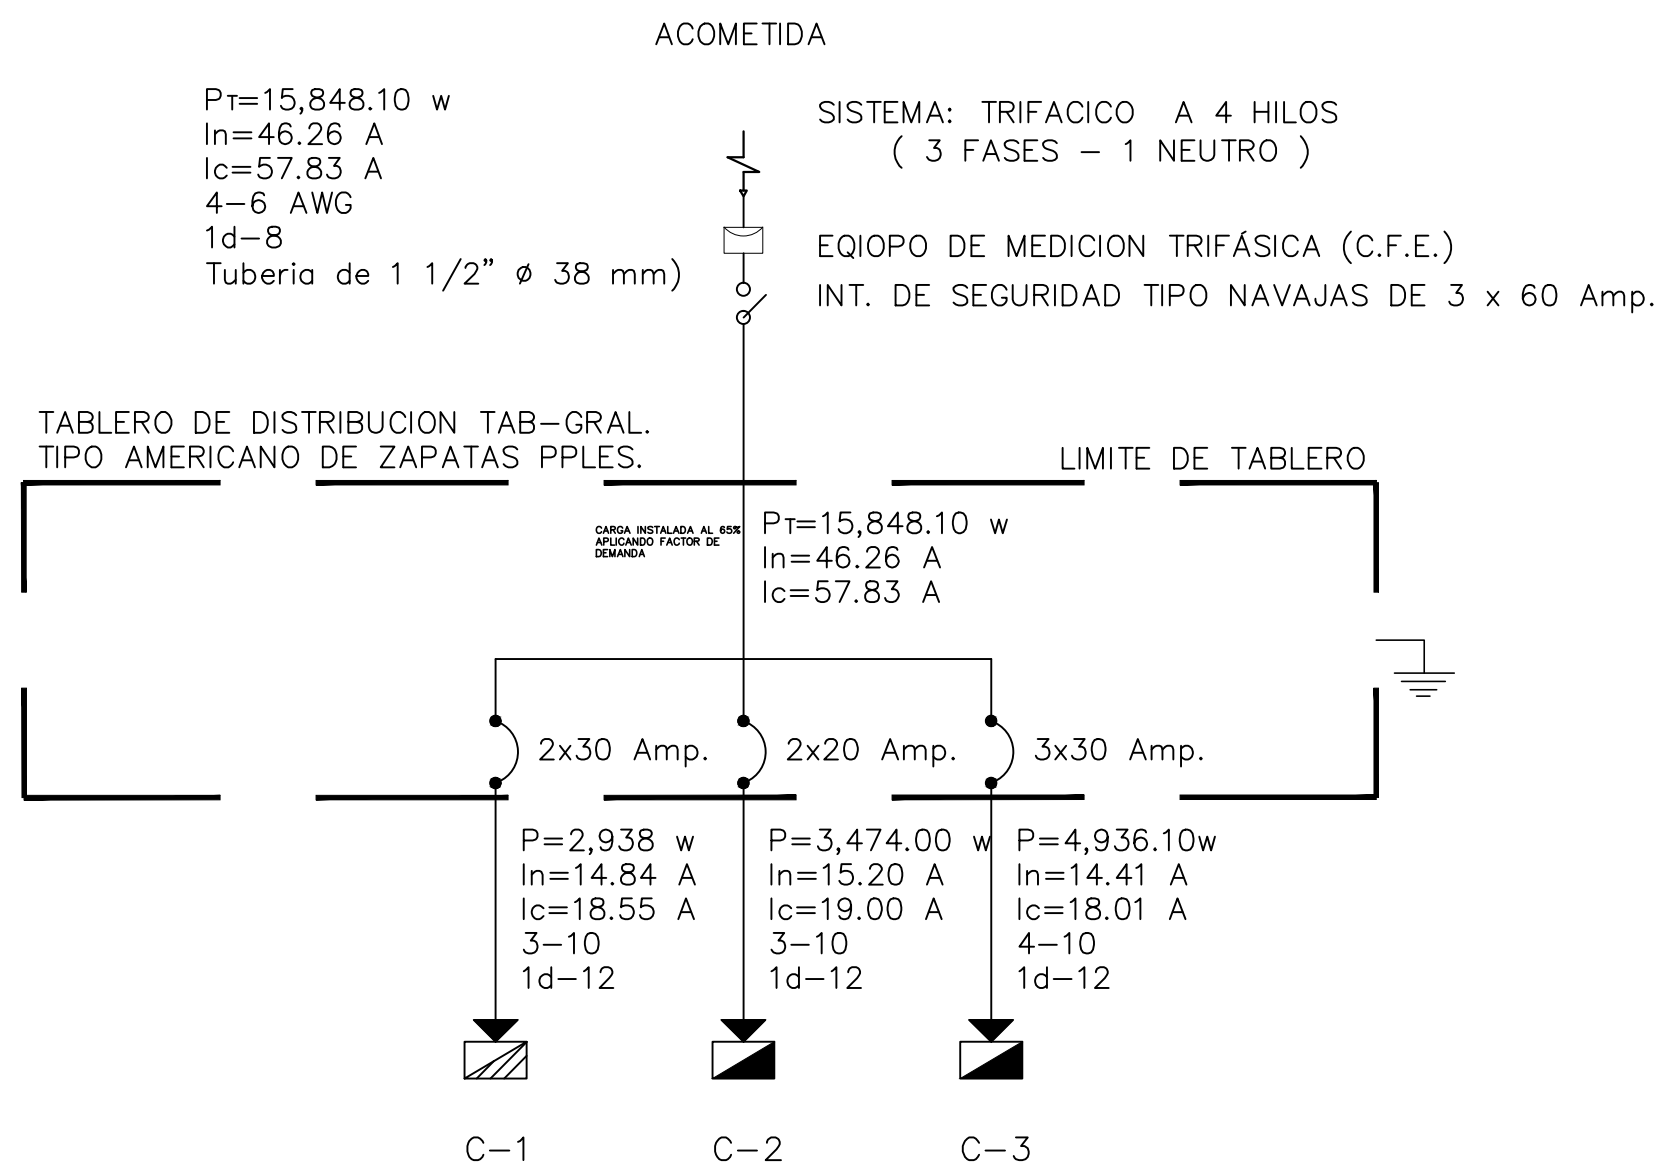 ACOMETIDA
PT=15,848.10 w
In=46.26 A
Ic=57.83 A
4-6 AWG
1d-8
Tuberia de 1 1/2" ø 38 mm)
SISTEMA: TRIFACICO A 4 HILOS
( 3 FASES - 1 NEUTRO )
EQIOPO DE MEDICION TRIFÁSICA (C.F.E.)
INT. DE SEGURIDAD TIPO NAVAJAS DE 3 x 60 Amp.
TABLERO DE DISTRIBUCION TAB-GRAL.
TIPO AMERICANO DE ZAPATAS PPLES.
LIMITE DE TABLERO
CARGA INSTALADA AL 65%
APLICANDO FACTOR DE
DEMANDA
PT=15,848.10 w
In=46.26 A
Ic=57.83 A
2x30 Amp.
2x20 Amp.
3x30 Amp.
P=2,938 w
In=14.84 A
Ic=18.55 A
3-10
1d-12
P=3,474.00 w
In=15.20 A
Ic=19.00 A
3-10
1d-12
P=4,936.10w
In=14.41 A
Ic=18.01 A
4-10
1d-12
C-1
C-2
C-3